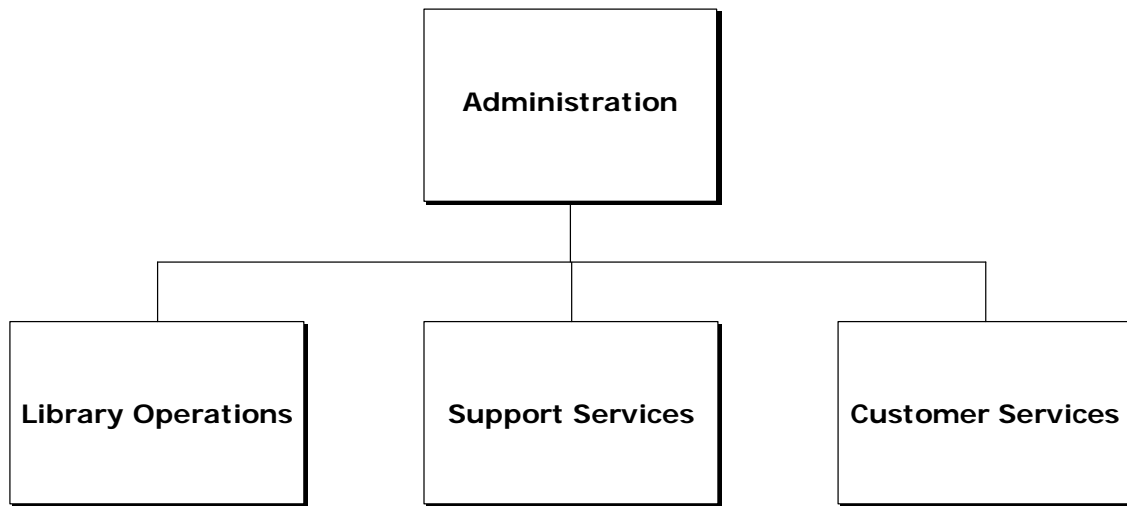 Administration
Library Operations
Support Services
Customer Services